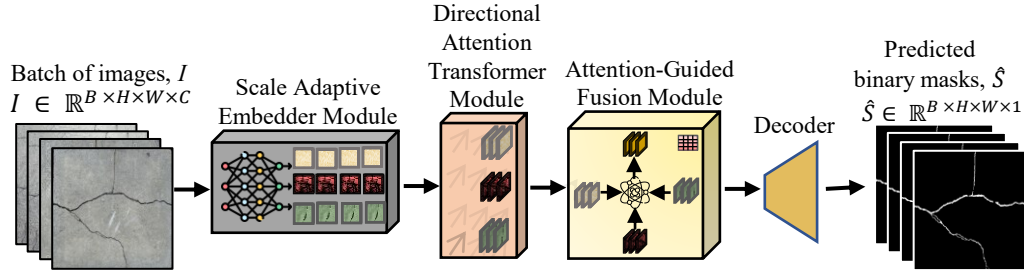 Batch of images, I
I ∈ ℝ^{B×H×W×C}
Scale Adaptive
Embedder Module
Directional
Attention
Transformer
Module
Attention-Guided
Fusion Module
Decoder
Predicted
binary masks, Ŝ
Ŝ ∈ ℝ^{B×H×W×1}